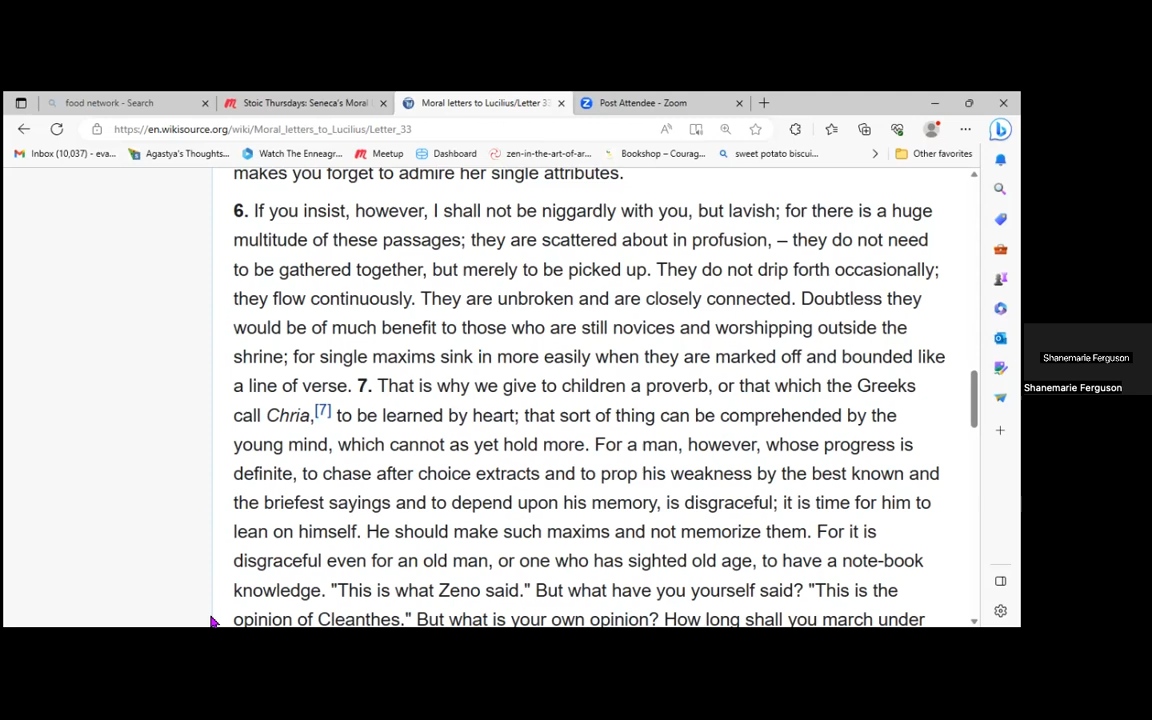 food network - Search
Stoic Thursdays: Seneca's Moral
Moral letters to Lucilius/Letter 33
Post Attendee - Zoom
https://en.wikisource.org/wiki/Moral_letters_to_Lucilius/Letter_33
Inbox (10,037) - eva...
Agastya's Thoughts...
Watch The Enneagr...
Meetup
Dashboard
zen-in-the-art-of-ar...
Bookshop – Courag...
sweet potato biscui...
Other favorites
makes you forget to admire her single attributes.
6. If you insist, however, I shall not be niggardly with you, but lavish; for there is a huge
multitude of these passages; they are scattered about in profusion, – they do not need
to be gathered together, but merely to be picked up. They do not drip forth occasionally;
they flow continuously. They are unbroken and are closely connected. Doubtless they
would be of much benefit to those who are still novices and worshipping outside the
shrine; for single maxims sink in more easily when they are marked off and bounded like
a line of verse. 7. That is why we give to children a proverb, or that which the Greeks
call Chria,[7] to be learned by heart; that sort of thing can be comprehended by the
young mind, which cannot as yet hold more. For a man, however, whose progress is
definite, to chase after choice extracts and to prop his weakness by the best known and
the briefest sayings and to depend upon his memory, is disgraceful; it is time for him to
lean on himself. He should make such maxims and not memorize them. For it is
disgraceful even for an old man, or one who has sighted old age, to have a note-book
knowledge. "This is what Zeno said." But what have you yourself said? "This is the
opinion of Cleanthes." But what is your own opinion? How long shall you march under
Shanemarie Ferguson
Shanemarie Ferguson